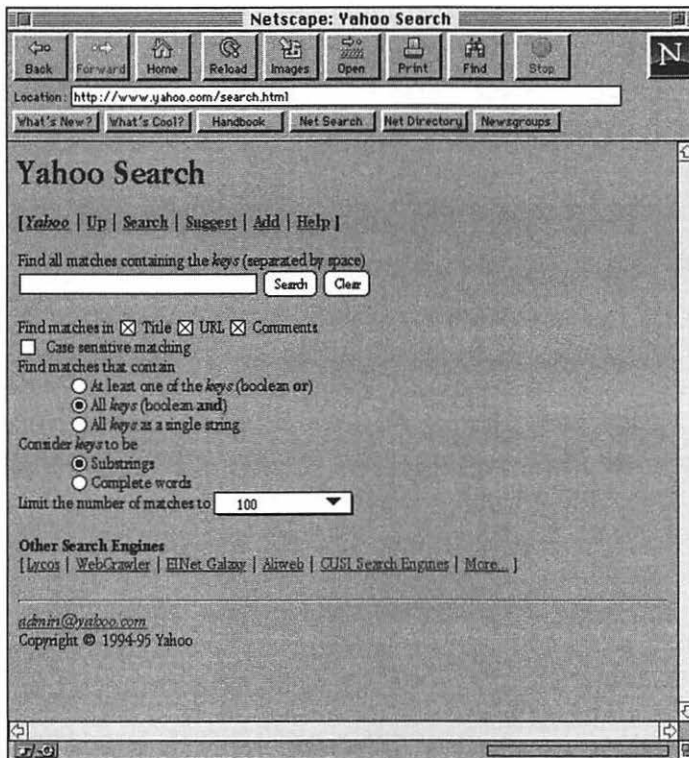 Netscape: Yahoo Search
Back Forward Home Reload Images Open Print Find Stop
N
Location: http://www.yahoo.com/search.html
What's New? What's Cool? Handbook Net Search Net Directory Newsgroups
Yahoo Search
[ Yahoo | Up | Search | Suggest | Add | Help ]
Find all matches containing the keys (separated by space)
Search Clear
Find matches in Title URL Comments
Case sensitive matching
Find matches that contain
At least one of the keys (boolean or)
All keys (boolean and)
All keys as a single string
Consider keys to be
Substrings
Complete words
Limit the number of matches to 100
Other Search Engines
[ Lycos | WebCrawler | EINet Galaxy | Aliweb | CUSI Search Engines | More... ]
admin@yahoo.com
Copyright © 1994-95 Yahoo